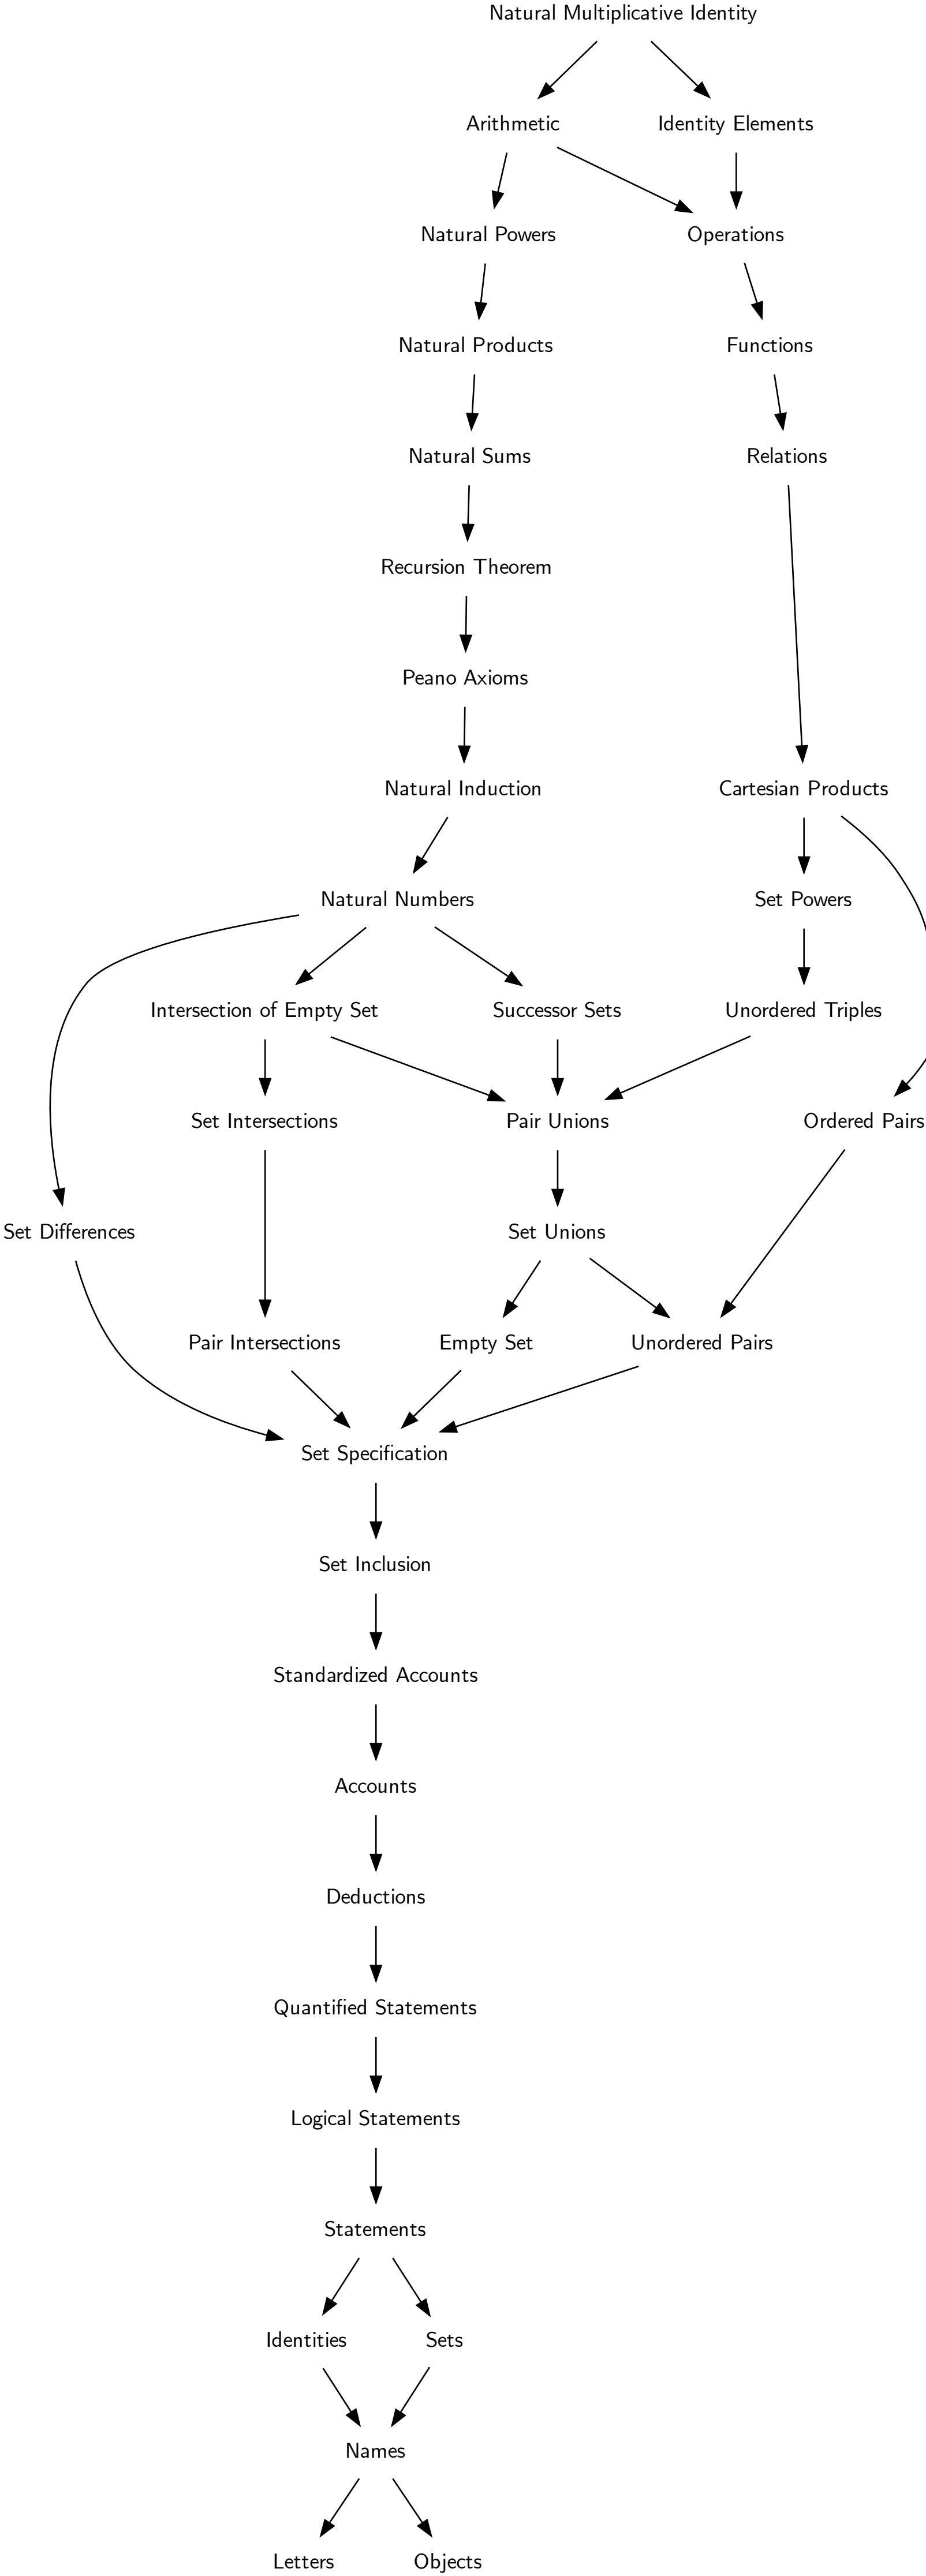 Natural Multiplicative Identity
Arithmetic
Identity Elements
Natural Powers
Operations
Natural Products
Functions
Natural Sums
Relations
Recursion Theorem
Peano Axioms
Natural Induction
Cartesian Products
Natural Numbers
Set Powers
Intersection of Empty Set
Successor Sets
Unordered Triples
Set Intersections
Pair Unions
Ordered Pairs
Set Differences
Set Unions
Pair Intersections
Empty Set
Unordered Pairs
Set Specification
Set Inclusion
Standardized Accounts
Accounts
Deductions
Quantified Statements
Logical Statements
Statements
Identities
Sets
Names
Letters
Objects